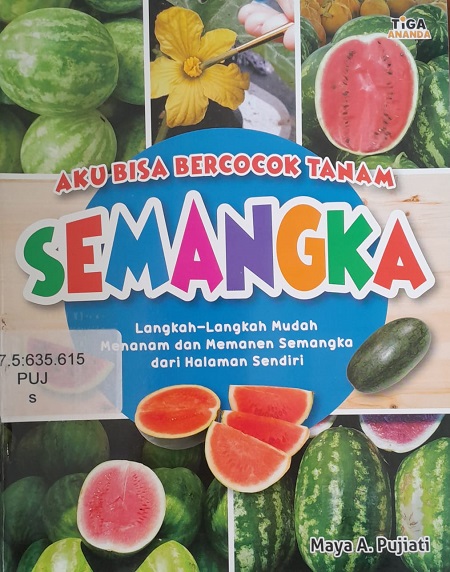 TiGA
ANANDA
AKU BISA BERCOCOK TANAM
SEMANGKA
Langkah-Langkah Mudah
Menanam dan Memanen Semangka
dari Halaman Sendiri
7.5:635.615
PUJ
s
Maya A. Pujiati